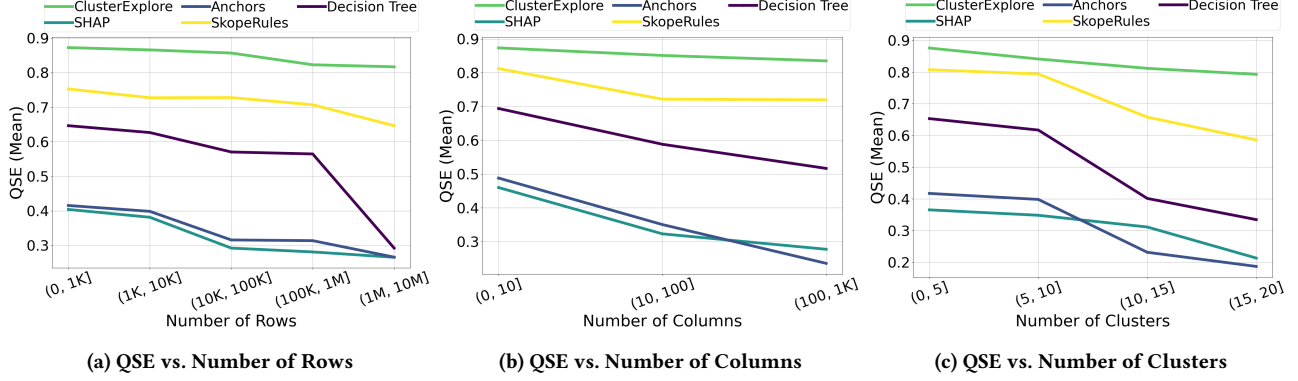 ClusterExplore Anchors Decision Tree
SHAP SkopeRules
0.9
0.8
0.7
0.6
0.5
0.4
0.3
QSE (Mean)
(0, 1K]
(1K, 10K]
(10K, 100K]
(100K, 1M]
(1M, 10M]
Number of Rows
(a) QSE vs. Number of Rows
ClusterExplore Anchors Decision Tree
SHAP SkopeRules
0.9
0.8
0.7
0.6
0.5
0.4
0.3
QSE (Mean)
(0, 10]
(10, 100]
(100, 1K]
Number of Columns
(b) QSE vs. Number of Columns
ClusterExplore Anchors Decision Tree
SHAP SkopeRules
0.9
0.8
0.7
0.6
0.5
0.4
0.3
0.2
QSE (Mean)
(0, 5]
(5, 10]
(10, 15]
(15, 20]
Number of Clusters
(c) QSE vs. Number of Clusters